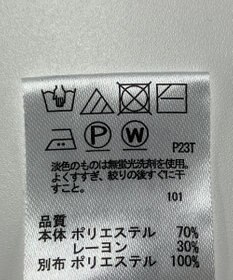 P W
P23T
淡色のものは無蛍光洗剤を使用。
よくすすぎ、絞りの後すぐに干
すこと。
101
品質
本体 ポリエステル 70%
レーヨン 30%
別布 ポリエステル 100%